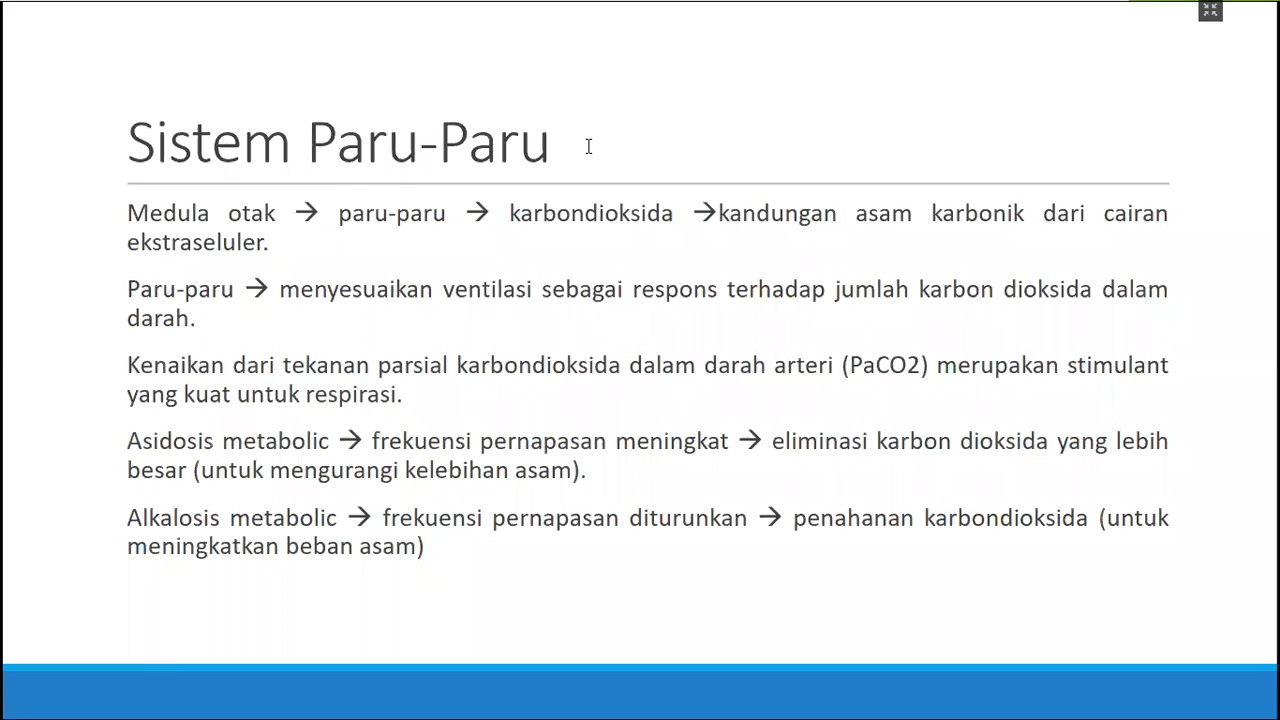 Sistem Paru-Paru
Medula otak → paru-paru → karbondioksida →kandungan asam karbonik dari cairan
ekstraseluler.
Paru-paru → menyesuaikan ventilasi sebagai respons terhadap jumlah karbon dioksida dalam
darah.
Kenaikan dari tekanan parsial karbondioksida dalam darah arteri (PaCO2) merupakan stimulant
yang kuat untuk respirasi.
Asidosis metabolic → frekuensi pernapasan meningkat → eliminasi karbon dioksida yang lebih
besar (untuk mengurangi kelebihan asam).
Alkalosis metabolic → frekuensi pernapasan diturunkan → penahanan karbondioksida (untuk
meningkatkan beban asam)